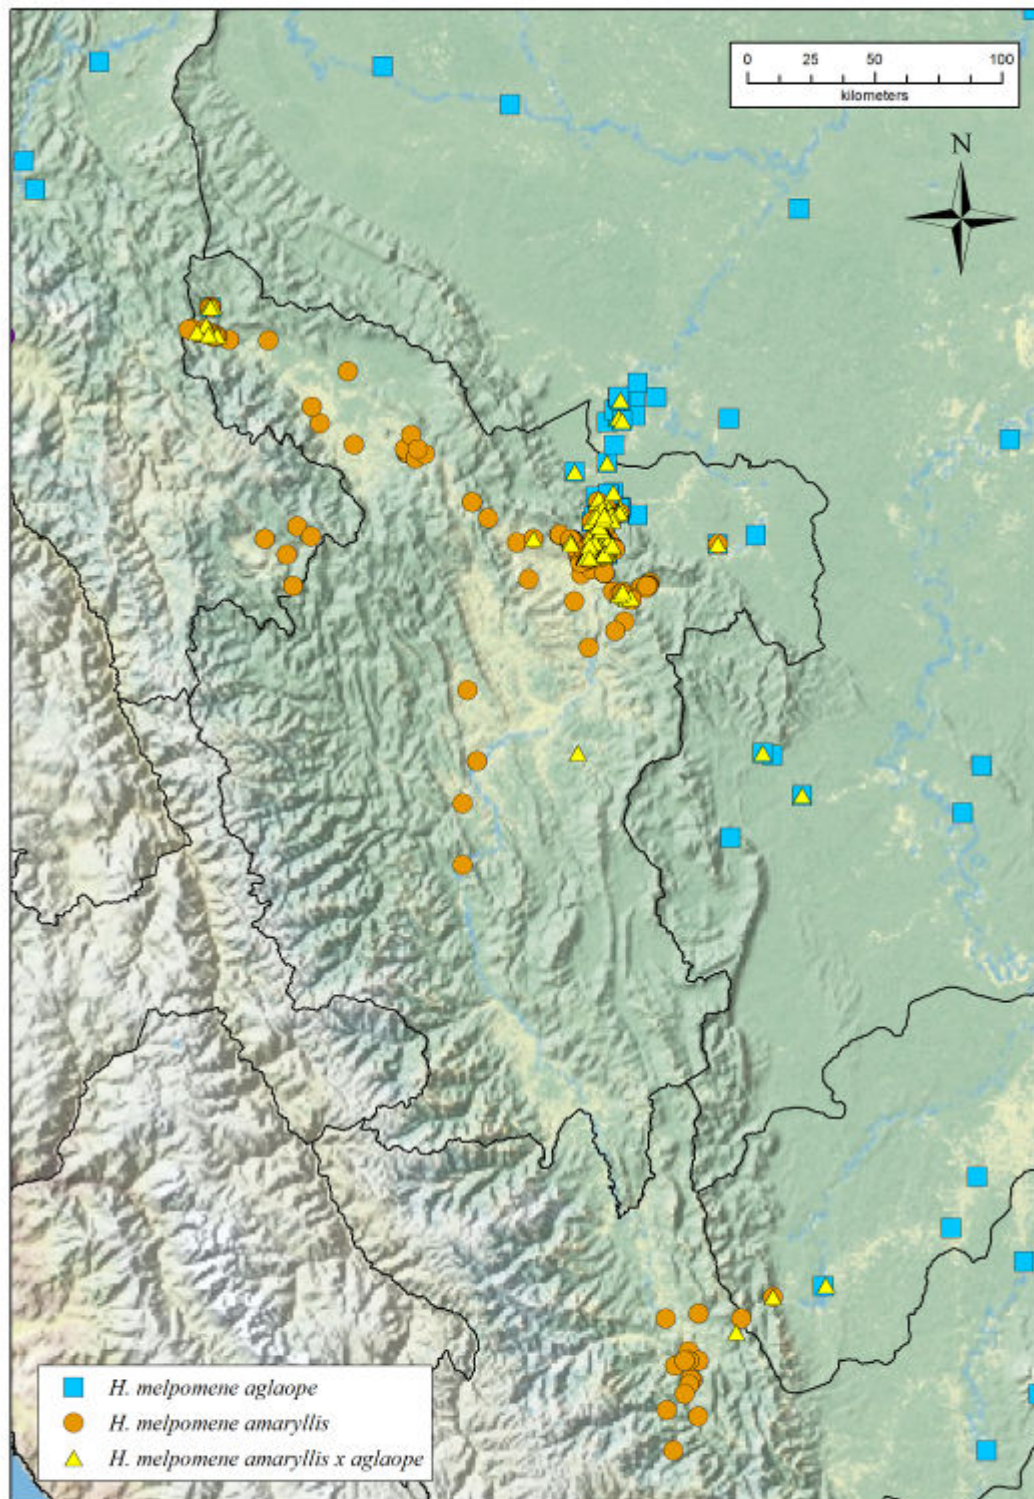 0 25 50 100
kilometers
N
H. melpomene aglaope
H. melpomene amaryllis
H. melpomene amaryllis x aglaope